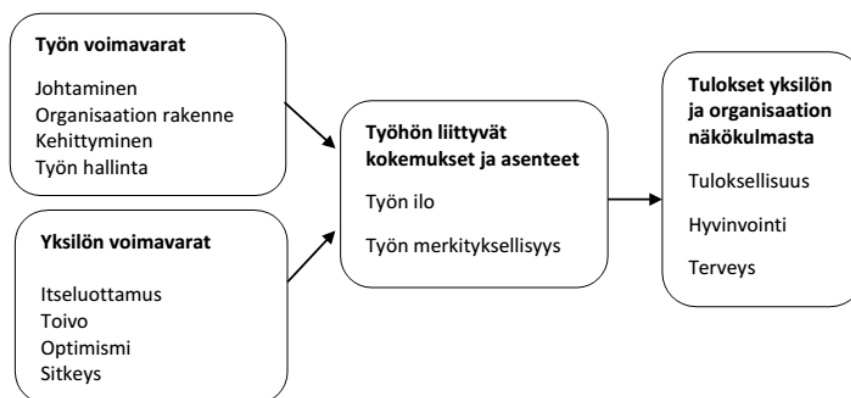 Työn voimavarat
Johtaminen
Organisaation rakenne
Kehittyminen
Työn hallinta
Yksilön voimavarat
Itseluottamus
Toivo
Optimismi
Sitkeys
Työhön liittyvät
kokemukset ja asenteet
Työn ilo
Työn merkityksellisyys
Tulokset yksilön
ja organisaation
näkökulmasta
Tuloksellisuus
Hyvinvointi
Terveys